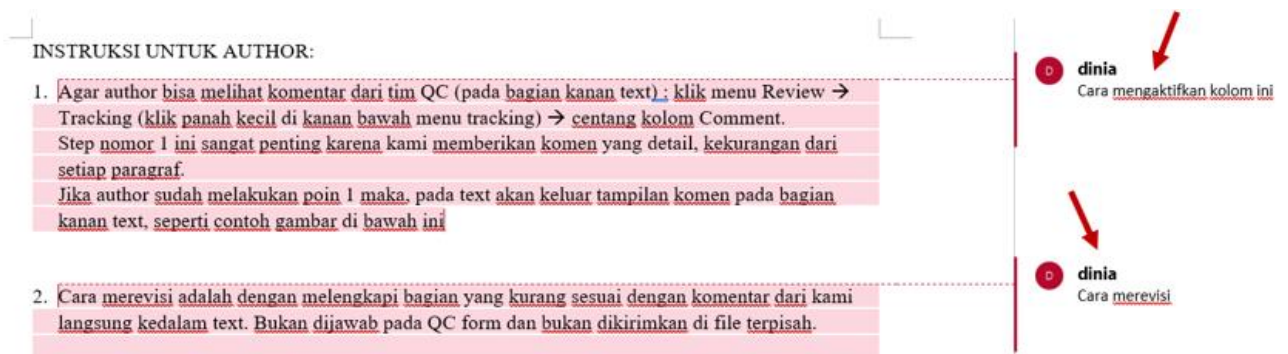 INSTRUKSI UNTUK AUTHOR:
1. Agar author bisa melihat komentar dari tim QC (pada bagian kanan text) : klik menu Review →
Tracking (klik panah kecil di kanan bawah menu tracking) → centang kolom Comment.
Step nomor 1 ini sangat penting karena kami memberikan komen yang detail, kekurangan dari
setiap paragraf.
Jika author sudah melakukan poin 1 maka, pada text akan keluar tampilan komen pada bagian
kanan text, seperti contoh gambar di bawah ini
2. Cara merevisi adalah dengan melengkapi bagian yang kurang sesuai dengan komentar dari kami
langsung kedalam text. Bukan dijawab pada QC form dan bukan dikirimkan di file terpisah.
D dinia
Cara mengaktifkan kolom ini
D dinia
Cara merevisi